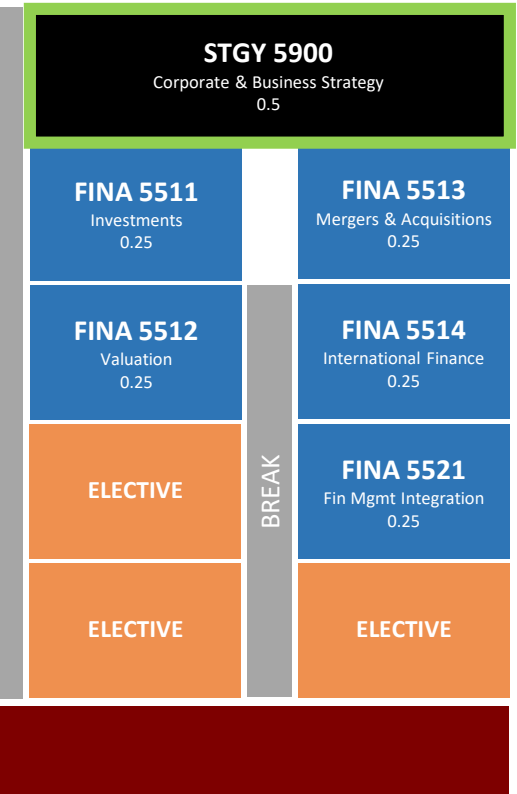 STGY 5900
Corporate & Business Strategy
0.5
FINA 5511
Investments
0.25
FINA 5513
Mergers & Acquisitions
0.25
FINA 5512
Valuation
0.25
FINA 5514
International Finance
0.25
BREAK
ELECTIVE
FINA 5521
Fin Mgmt Integration
0.25
ELECTIVE
ELECTIVE